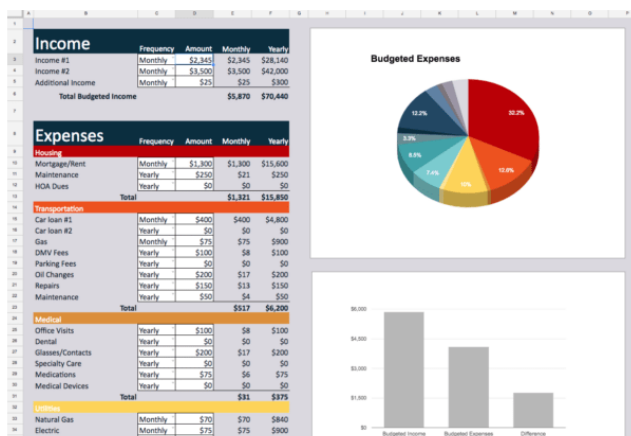 Income Frequency Amount Monthly Yearly
Income #1 Monthly $2,345 $2,345 $28,140
Income #2 Monthly $3,500 $3,500 $42,000
Additional Income Monthly $25 $25 $300
Total Budgeted Income $5,870 $70,440
Expenses Frequency Amount Monthly Yearly
Housing
Mortgage/Rent Monthly $1,300 $1,300 $15,600
Maintenance Yearly $250 $21 $250
HOA Dues Yearly $0 $0 $0
Total $1,321 $15,850
Transportation
Car loan #1 Monthly $400 $400 $4,800
Car loan #2 Yearly $0 $0 $0
Gas Monthly $75 $75 $900
DMV Fees Yearly $100 $8 $100
Parking Fees Yearly $0 $0 $0
Oil Changes Yearly $200 $17 $200
Repairs Yearly $150 $13 $150
Maintenance Yearly $50 $4 $50
Total $517 $6,200
Medical
Office Visits Yearly $100 $8 $100
Dental Yearly $0 $0 $0
Glasses/Contacts Yearly $200 $17 $200
Specialty Care Yearly $0 $0 $0
Medications Yearly $75 $6 $75
Medical Devices Yearly $0 $0 $0
Total $31 $375
Utilities
Natural Gas Monthly $70 $70 $840
Electric Monthly $75 $75 $900
Budgeted Expenses
32.2%
12.6%
10%
7.4%
12.2%
$6,000
$4,500
$3,000
$1,500
$0
Budgeted Income Budgeted Expenses Difference